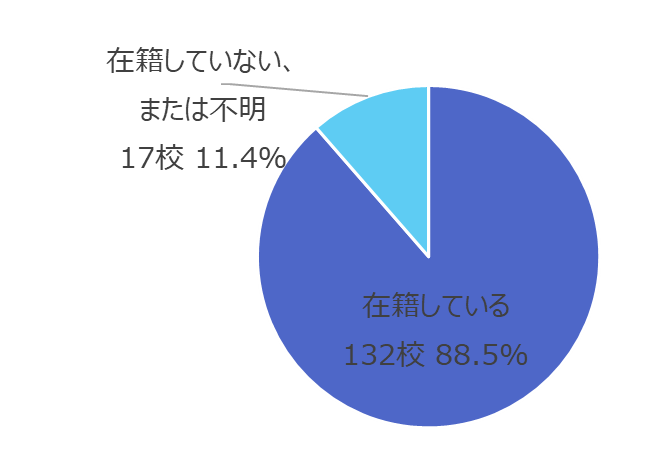 在籍していない、
または不明
17校 11.4%
在籍している
132校 88.5%